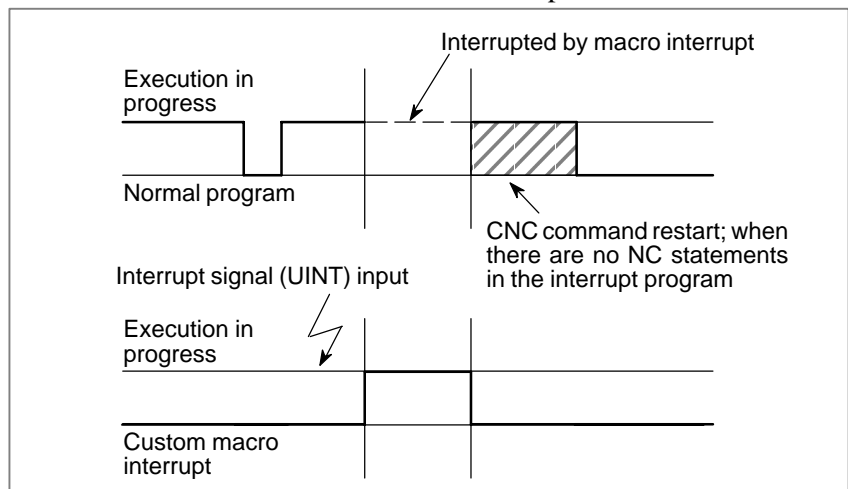 Interrupted by macro interrupt
Execution in
progress
Normal program
CNC command restart; when
there are no NC statements
in the interrupt program
Interrupt signal (UINT) input
Execution in
progress
Custom macro
interrupt